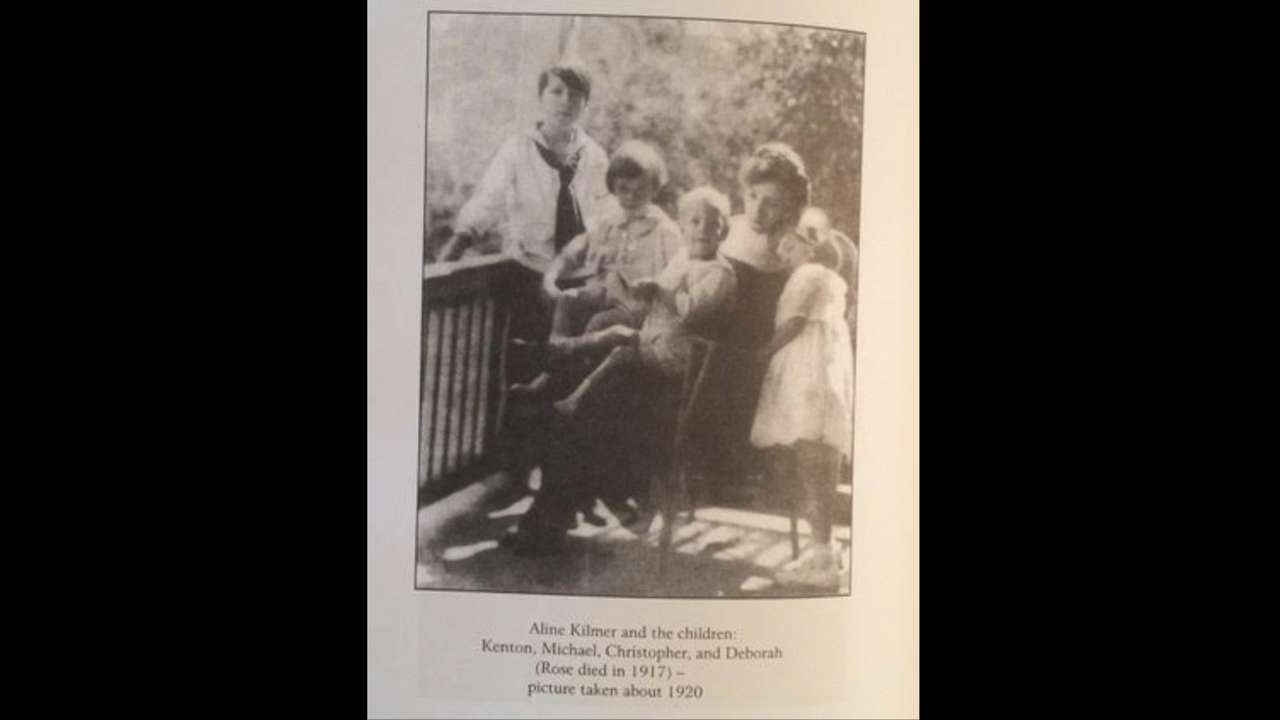 Aline Kilmer and the children:
Kenton, Michael, Christopher, and Deborah
(Rose died in 1917) –
picture taken about 1920